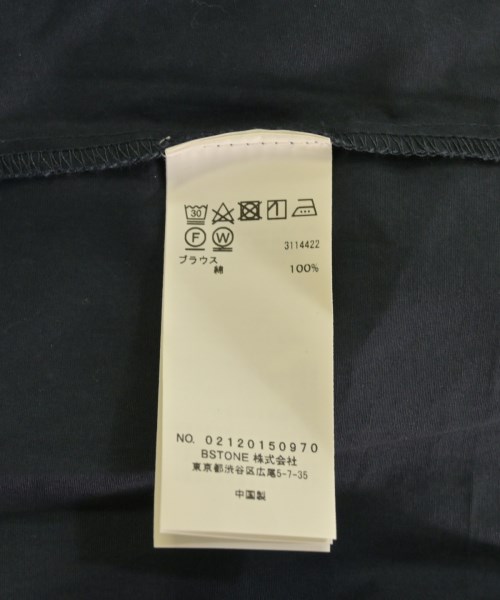 30
F W 3114422
ブラウス
綿 100%
NO. 02120150970
BSTONE 株式会社
東京都渋谷区広尾5-7-35
中国製